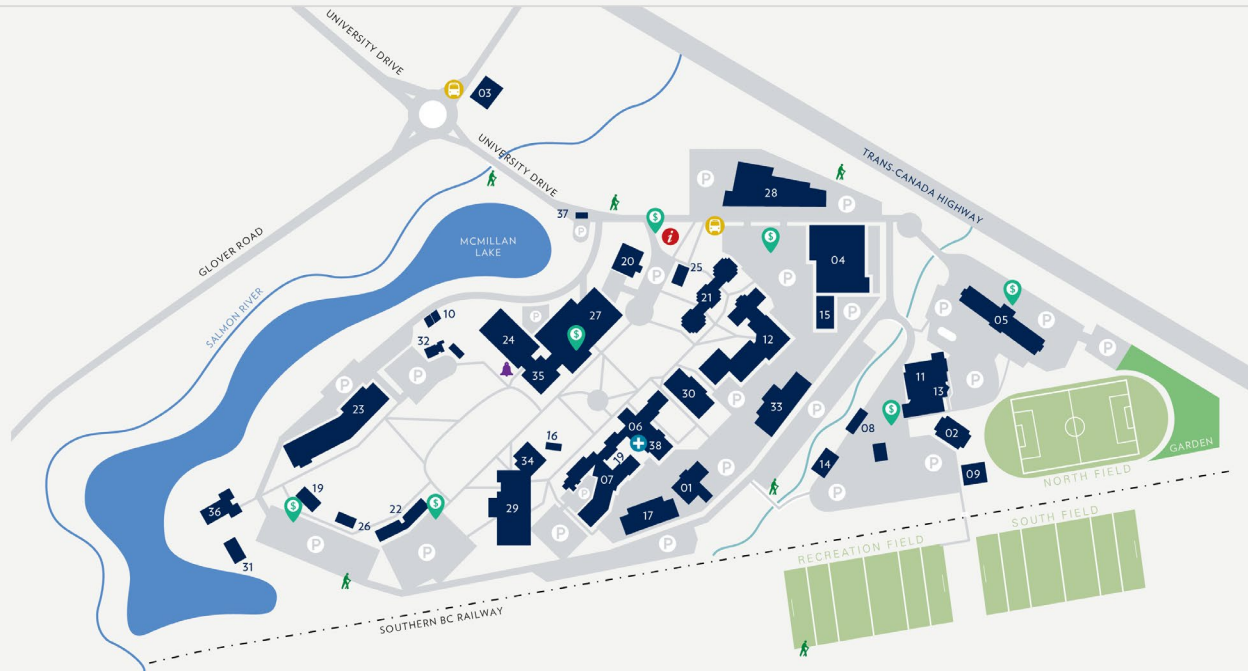 UNIVERSITY DRIVE
03
UNIVERSITY DRIVE
TRANS-CANADA HIGHWAY
P
28
P
37
$
P
i
GLOVER ROAD
MCMILLAN
LAKE
20
25
P
$
04
P
21
SALMON RIVER
10
27
P
15
P
P
05
$
P
32
24
$
12
P
P
35
P
11
13
P
23
30
P
33
P
$
GARDEN
06
38
16
08
02
P
34
19
07
P
14
09
NORTH FIELD
01
P
P
19
$
36
26
22
$
29
17
SOUTH FIELD
P
P
P
P
31
RECREATION FIELD
SOUTHERN BC RAILWAY